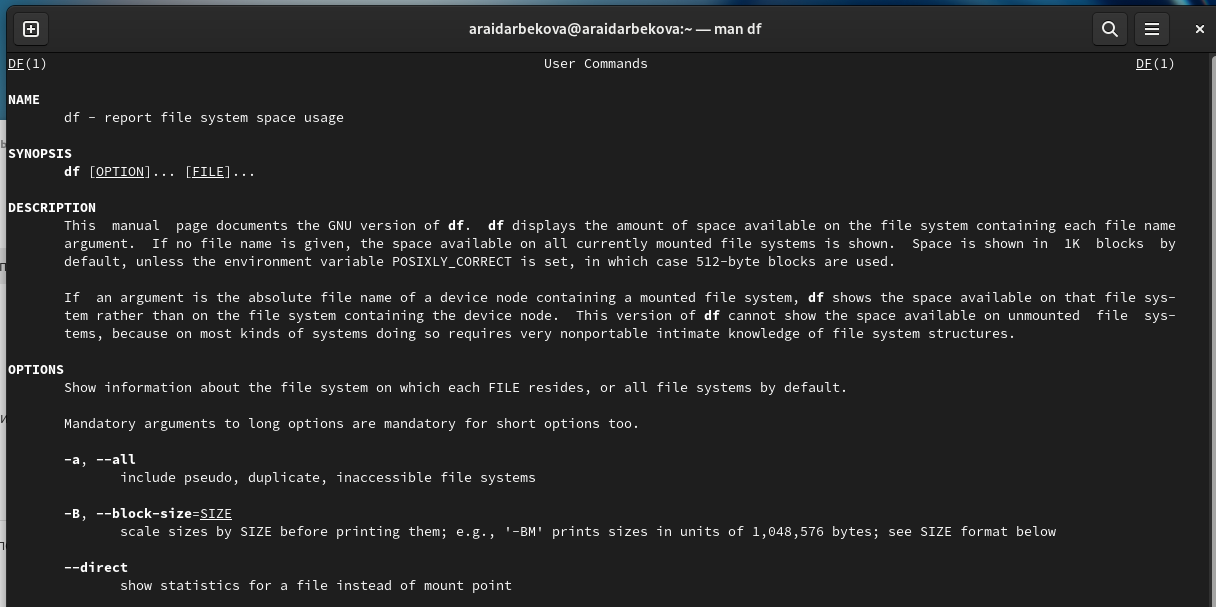 araidarbekova@araidarbekova:~ — man df
DF(1) User Commands DF(1)
NAME
df - report file system space usage
SYNOPSIS
df [OPTION]... [FILE]...
DESCRIPTION
This manual page documents the GNU version of df. df displays the amount of space available on the file system containing each file name
argument. If no file name is given, the space available on all currently mounted file systems is shown. Space is shown in 1K blocks by
default, unless the environment variable POSIXLY_CORRECT is set, in which case 512-byte blocks are used.
If an argument is the absolute file name of a device node containing a mounted file system, df shows the space available on that file sys-
tem rather than on the file system containing the device node. This version of df cannot show the space available on unmounted file sys-
tems, because on most kinds of systems doing so requires very nonportable intimate knowledge of file system structures.
OPTIONS
Show information about the file system on which each FILE resides, or all file systems by default.
Mandatory arguments to long options are mandatory for short options too.
-a, --all
include pseudo, duplicate, inaccessible file systems
-B, --block-size=SIZE
scale sizes by SIZE before printing them; e.g., '-BM' prints sizes in units of 1,048,576 bytes; see SIZE format below
--direct
show statistics for a file instead of mount point